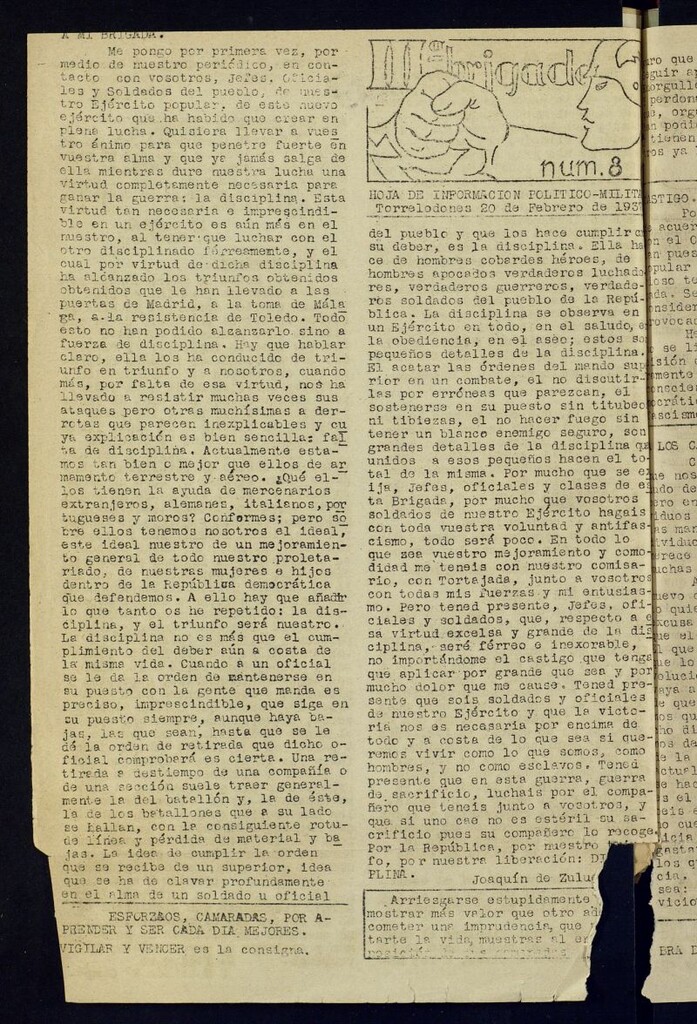 A MI BRIGADA.
Me pongo por primera vez, por
medio de nuestro periódico, en con-
tacto con vosotros, Jefes, Oficia-
les y Soldados del pueblo, de nues-
tro Ejército popular, de este nuevo
ejército que ha habido que crear en
plena lucha. Quisiera llevar a vues
tro ánimo para que penetre fuerte en
vuestra alma y que ya jamás salga de
ella mientras dure nuestra lucha una
virtud completamente necesaria para
ganar la guerra: la disciplina. Esta
virtud tan necesaria e imprescindi-
ble en un ejército es aún más en el
nuestro, al tener que luchar con el
otro disciplinado férreamente, y el
cual por virtud de dicha disciplina
ha alcanzado los triunfos obtenidos
obtenidos que le han llevado a las
puertas de Madrid, a la toma de Mála
ga, a la resistencia de Toledo. Todo
esto no han podido alcanzarlo sino a
fuerza de disciplina. Hay que hablar
claro, ella los ha conducido de tri-
unfo en triunfo y a nosotros, cuando
más, por falta de esa virtud, nos ha
llevado a resistir muchas veces sus
ataques pero otras muchísimas a der-
rotas que parecen inexplicables y cu
ya explicación es bien sencilla: fal
ta de disciplina. Actualmente esta-
mos tan bien o mejor que ellos de ar
mamento terrestre y aéreo. ¿Qué el-
los tienen la ayuda de mercenarios
extranjeros, alemanes, italianos, por
tugueses y moros? Conformes; pero so
bre ellos tenemos nosotros el ideal,
este ideal nuestro de un mejoramien-
to general de todo nuestro proleta-
riado, de nuestras mujeres e hijos
dentro de la República democrática
que defendemos. A ello hay que añadir
lo que tanto os he repetido: la dis-
ciplina, y el triunfo será nuestro.
La disciplina no es más que el cum-
plimiento del deber aún a costa de
la misma vida. Cuando a un oficial
se le da la orden de mantenerse en
su puesto con la gente que manda es
preciso, imprescindible, que siga en
su puesto siempre, aunque haya ba-
jas, las que sean, hasta que se le
dé la orden de retirada que dicho o-
ficial comprobará es cierta. Una re-
tirada a destiempo de una compañía o
de una sección suele traer general-
mente la del batallón y, la de éste,
la de los batallones que a su lado
se hallan, con la consiguiente rotu-
de línea y pérdida de material y ba
jas. La idea de cumplir la orden
que se recibe de un superior, idea
que se ha de clavar profundamente
en el alma de un soldado u oficial
ESFORZAOS, CAMARADAS, POR A-
PRENDER Y SER CADA DIA MEJORES.
VIGILAR Y VENCER es la consigna.
brigada
num. 8
HOJA DE INFORMACION POLITICO-MILITA
Torrelodones 20 de Febrero de 193
del pueblo y que los hace cumplir
su deber, es la disciplina. Ella ha
ce de hombres cobardes héroes, de
hombres apocados verdaderos luchado
res, verdaderos guerreros, verdade-
ros soldados del pueblo de la Repú-
blica. La disciplina se observa en
un Ejército en todo, en el saludo, en
la obediencia, en el aseo; estos so
pequeños detalles de la disciplina.
El acatar las órdenes del mando sup
rior en un combate, el no discutir-
las por erróneas que parezcan, el
sostenerse en su puesto sin titubeo
ni tibiezas, el no hacer fuego sin
tener un blanco enemigo seguro, son
grandes detalles de la disciplina qu
unidos a esos pequeños hacen el to-
tal de la misma. Por mucho que se e
ija, Jefes, oficiales y clases de es
ta Brigada, por mucho que vosotros
soldados de nuestro Ejército hagais
con toda vuestra voluntad y antifas-
cismo, todo será poco. En todo lo
que sea vuestro mejoramiento y como-
didad me teneis con nuestro comisa-
rio, con Tortajada, junto a vosotros
con todas mis fuerzas y mi entusias-
mo. Pero tened presente, Jefes, ofi-
ciales y soldados, que, respecto a e
sa virtud excelsa y grande de la dis
ciplina, seré férreo e inexorable,
no importándome el castigo que tenga
que aplicar por grande que sea y por
mucho dolor que me cause. Tened pre-
sente que sois soldados y oficiales
de nuestro Ejército y que la victo-
ria nos es necesaria por encima de
todo y a costa de lo que sea si que-
remos vivir como lo que somos, como
hombres, y no como esclavos. Tened
presente que en esta guerra, guerra
de sacrificio, luchais por el compa-
ñero que teneis junto a vosotros, y
que si uno cae no es estéril su sa-
crificio pues su compañero lo recoge.
Por la República, por nuestro
fo, por nuestra liberación: DI
PLINA.
Joaquín de Zulu
Arriesgarse estupidamente
mostrar más valor que otro ad
cometer una imprudencia, que
tarte la vida, muestras al en